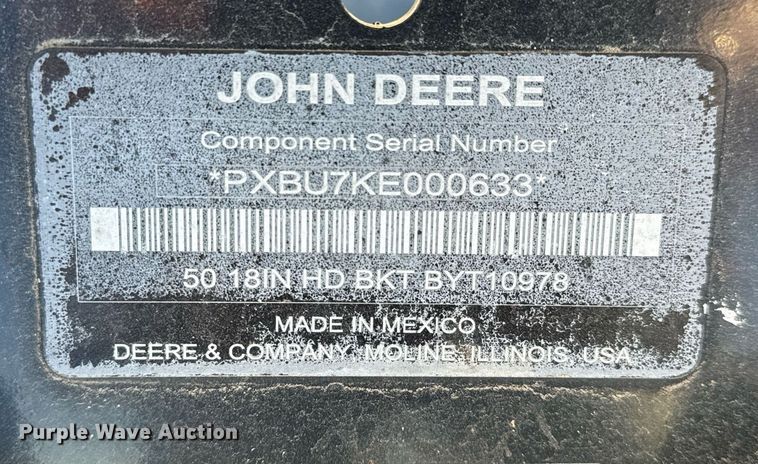 JOHN DEERE
Component Serial Number
*PXBU7KE000633*
50 18IN HD BKT BYT10978
MADE IN MEXICO
DEERE & COMPANY, MOLINE, ILLINOIS, USA
Purple Wave Auction